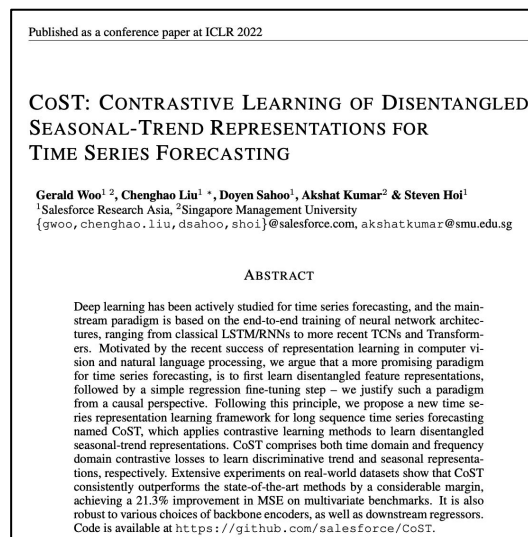 Published as a conference paper at ICLR 2022
COST: CONTRASTIVE LEARNING OF DISENTANGLED
SEASONAL-TREND REPRESENTATIONS FOR
TIME SERIES FORECASTING
Gerald Woo¹ ², Chenghao Liu¹ *, Doyen Sahoo¹, Akshat Kumar² & Steven Hoi¹
¹Salesforce Research Asia, ²Singapore Management University
{gwoo,chenghao.liu,dsahoo,shoi}@salesforce.com, akshatkumar@smu.edu.sg
ABSTRACT
Deep learning has been actively studied for time series forecasting, and the main-
stream paradigm is based on the end-to-end training of neural network architec-
tures, ranging from classical LSTM/RNNs to more recent TCNs and Transform-
ers. Motivated by the recent success of representation learning in computer vi-
sion and natural language processing, we argue that a more promising paradigm
for time series forecasting, is to first learn disentangled feature representations,
followed by a simple regression fine-tuning step – we justify such a paradigm
from a causal perspective. Following this principle, we propose a new time se-
ries representation learning framework for long sequence time series forecasting
named CoST, which applies contrastive learning methods to learn disentangled
seasonal-trend representations. CoST comprises both time domain and frequency
domain contrastive losses to learn discriminative trend and seasonal representa-
tions, respectively. Extensive experiments on real-world datasets show that CoST
consistently outperforms the state-of-the-art methods by a considerable margin,
achieving a 21.3% improvement in MSE on multivariate benchmarks. It is also
robust to various choices of backbone encoders, as well as downstream regressors.
Code is available at https://github.com/salesforce/CoST.